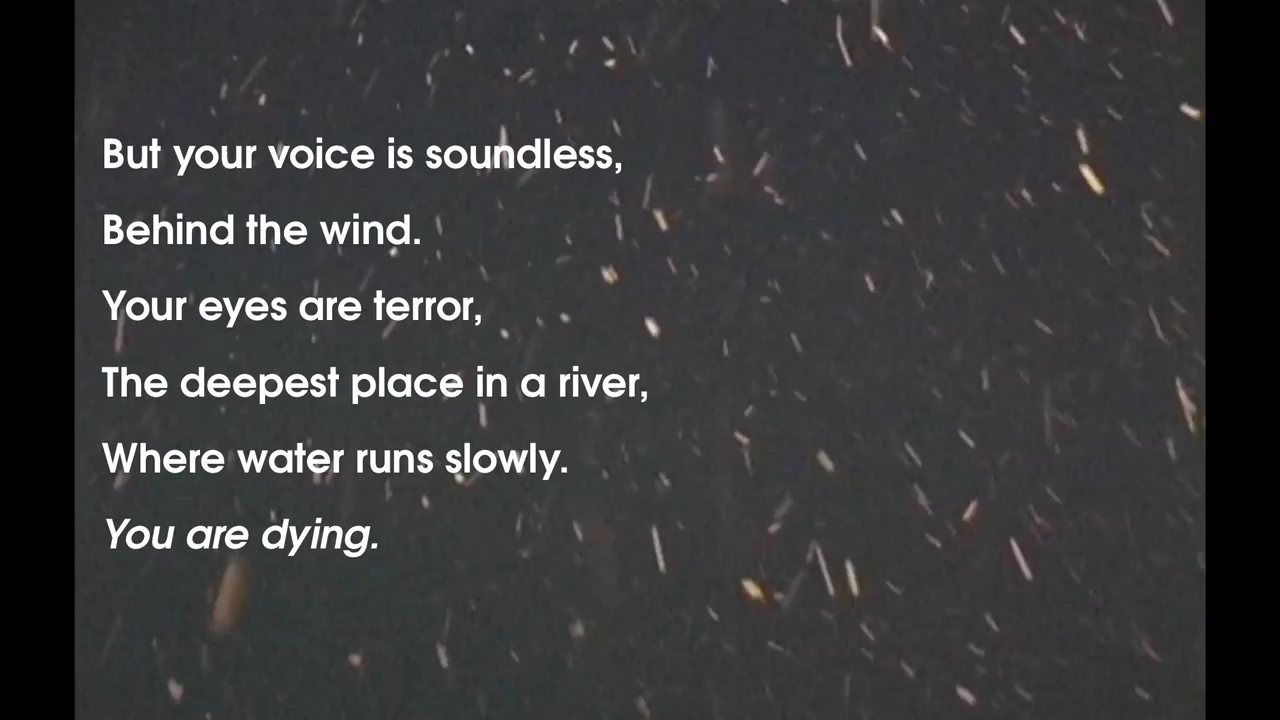 But your voice is soundless,
Behind the wind.
Your eyes are terror,
The deepest place in a river,
Where water runs slowly.
You are dying.